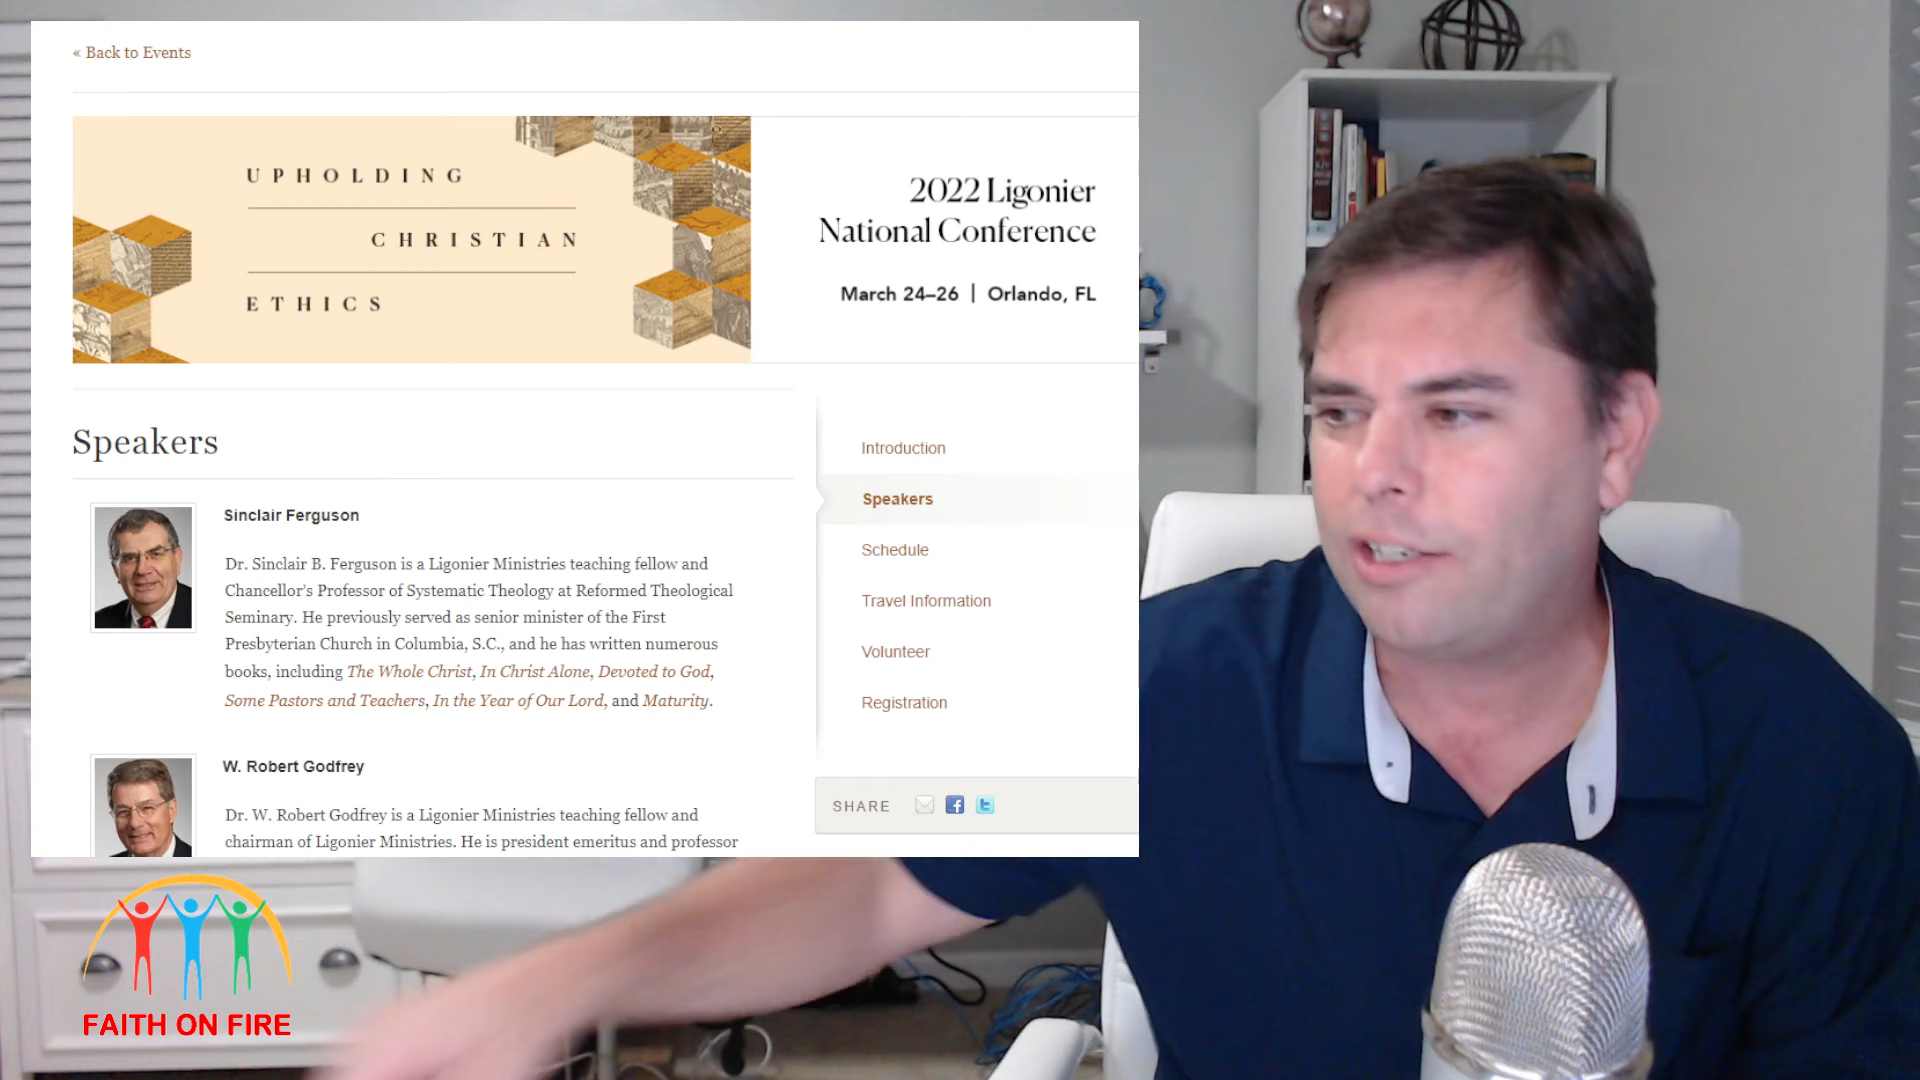 « Back to Events
UPHOLDING
CHRISTIAN
ETHICS
2022 Ligonier
National Conference
March 24–26 | Orlando, FL
Speakers
Sinclair Ferguson
Dr. Sinclair B. Ferguson is a Ligonier Ministries teaching fellow and
Chancellor's Professor of Systematic Theology at Reformed Theological
Seminary. He previously served as senior minister of the First
Presbyterian Church in Columbia, S.C., and he has written numerous
books, including The Whole Christ, In Christ Alone, Devoted to God,
Some Pastors and Teachers, In the Year of Our Lord, and Maturity.
W. Robert Godfrey
Dr. W. Robert Godfrey is a Ligonier Ministries teaching fellow and
chairman of Ligonier Ministries. He is president emeritus and professor
Introduction
Speakers
Schedule
Travel Information
Volunteer
Registration
SHARE
FAITH ON FIRE